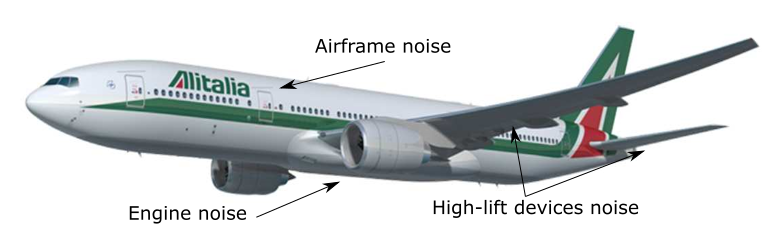 Airframe noise
Alitalia
Engine noise
High-lift devices noise